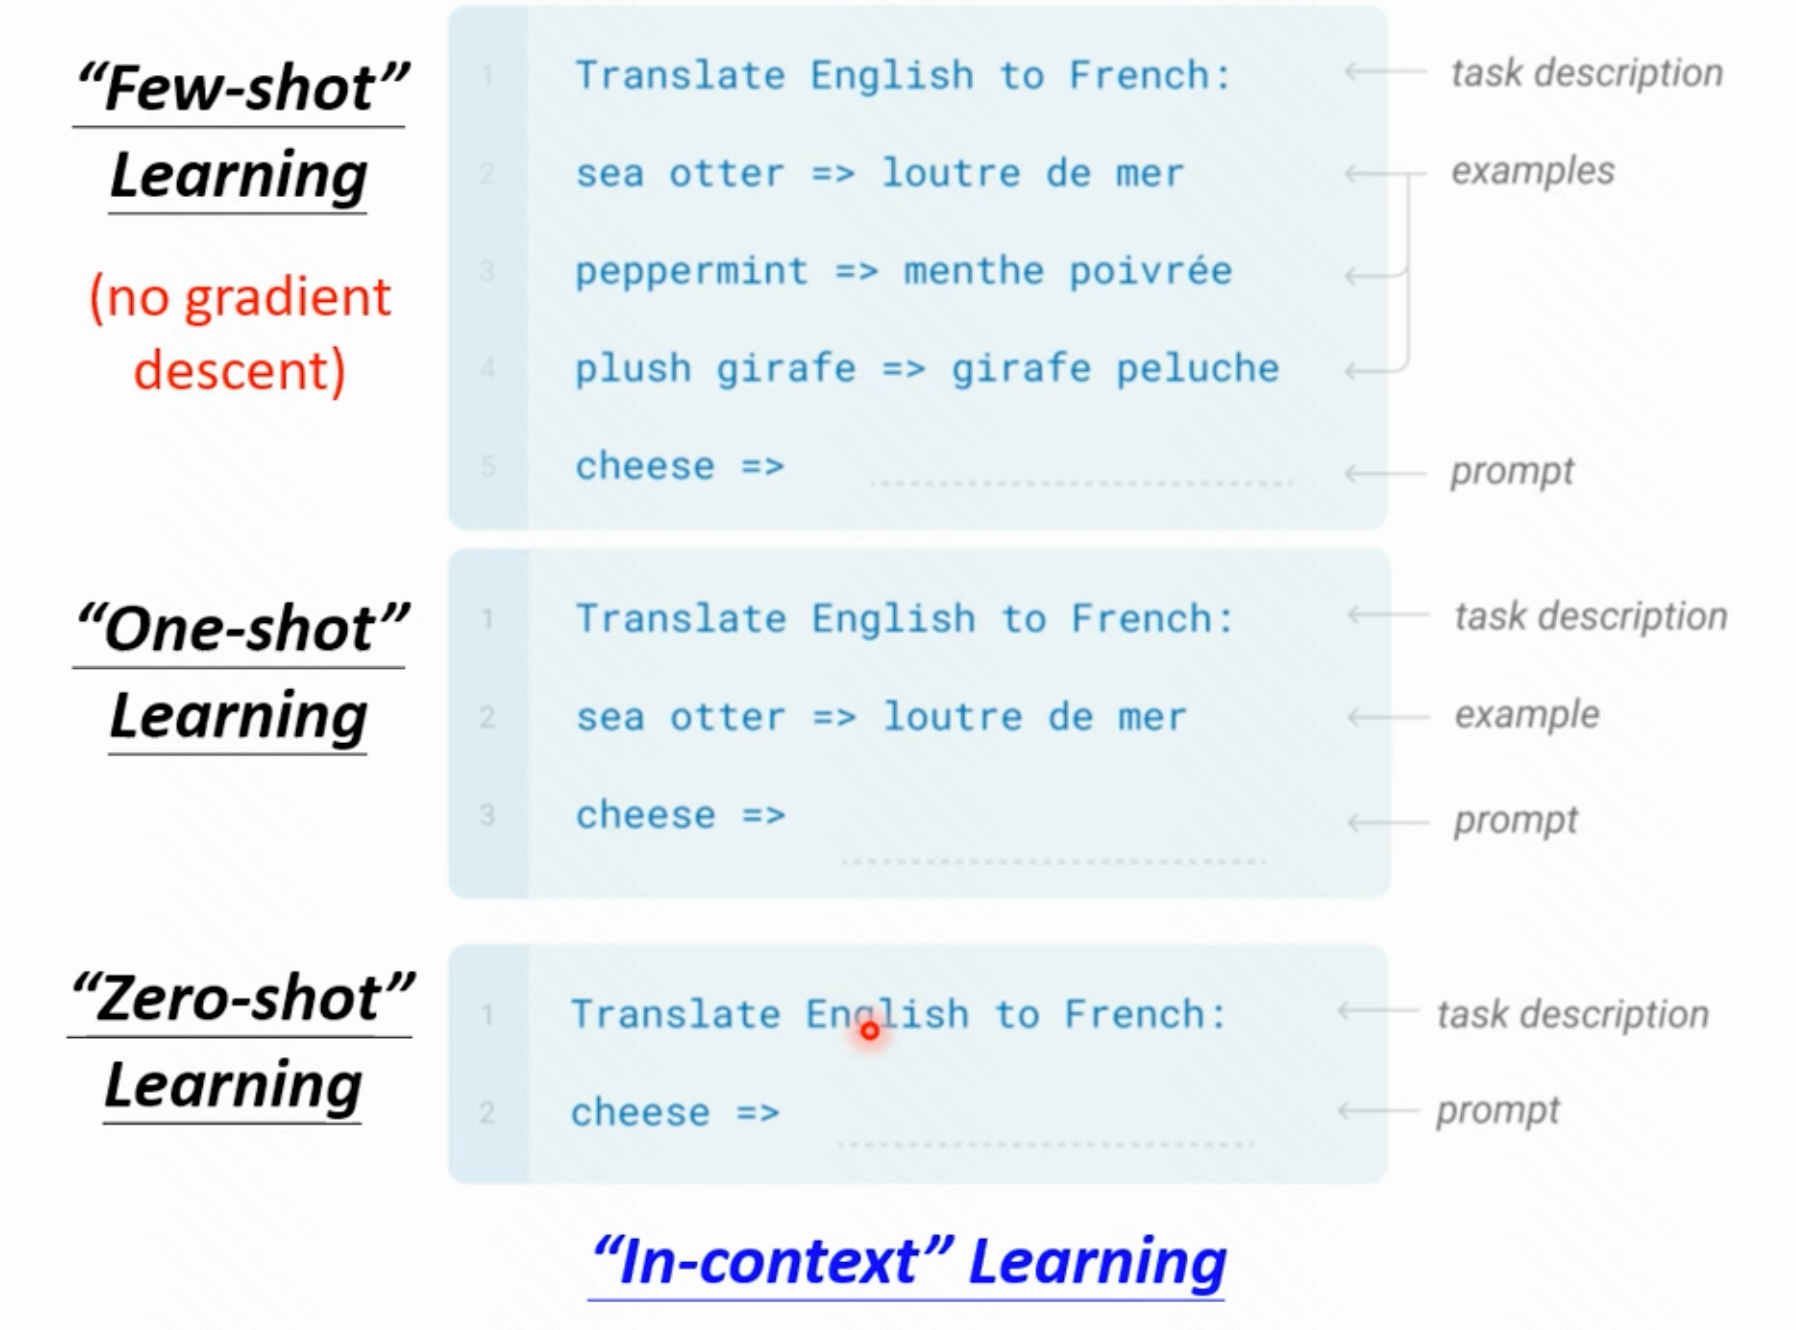 “Few-shot”
Learning
(no gradient
descent)
1 Translate English to French: task description
2 sea otter => loutre de mer examples
3 peppermint => menthe poivrée
4 plush girafe => girafe peluche
5 cheese => prompt
“One-shot”
Learning
1 Translate English to French: task description
2 sea otter => loutre de mer example
3 cheese => prompt
“Zero-shot”
Learning
1 Translate English to French: task description
2 cheese => prompt
“In-context” Learning